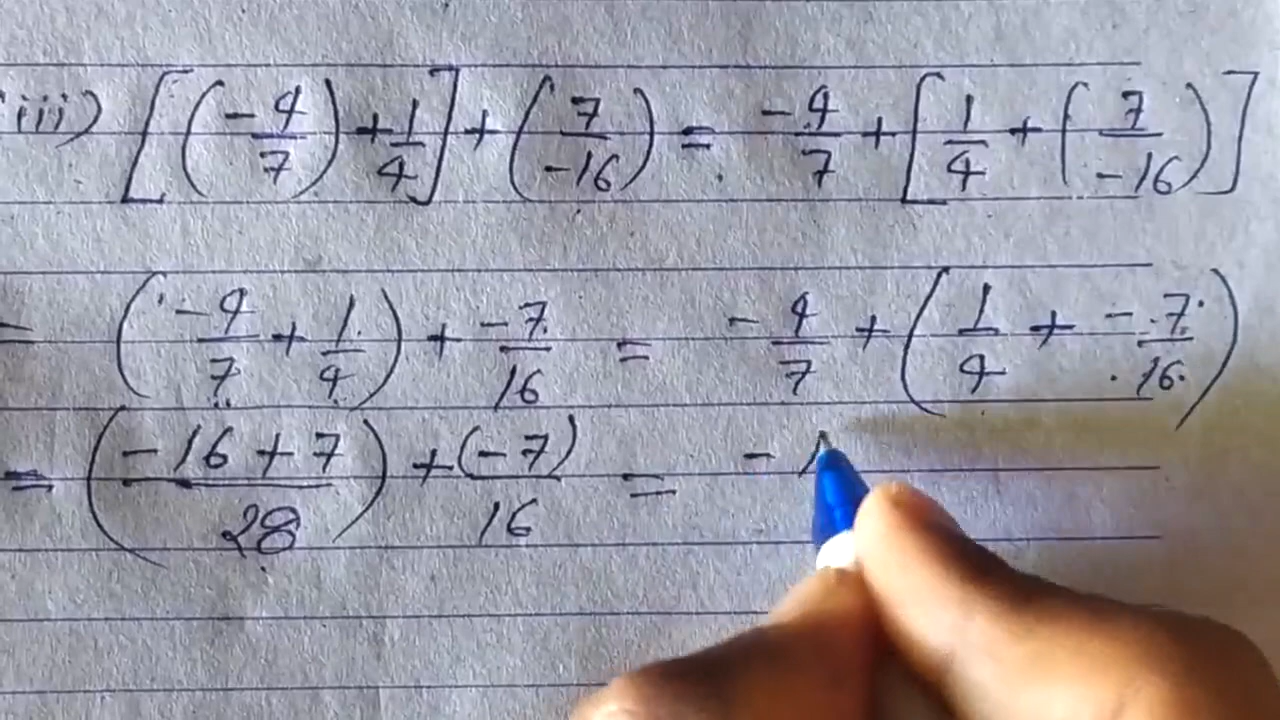 iii) [(-4/7) + 1/4] + (7/-16) = -4/7 + [1/4 + (7/-16)]
= (-4/7 + 1/4) + -7/16 = -4/7 + (1/4 + -7/16)
= (-16+7/28) + (-7)/16 = -